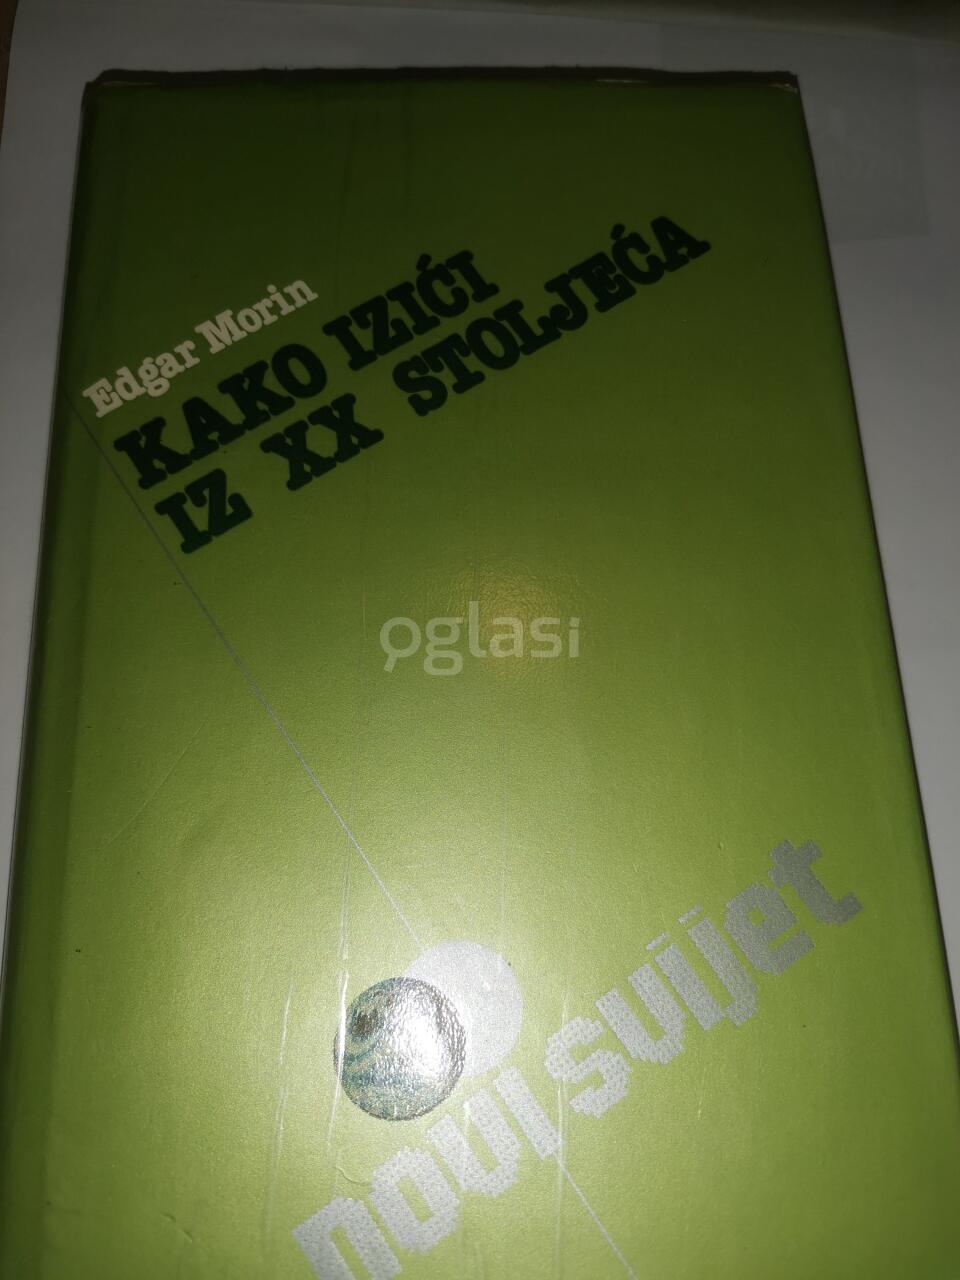 Edgar Morin
KAKO IZIĆI
IZ XX STOLJEĆA
oglasi
novi svijet